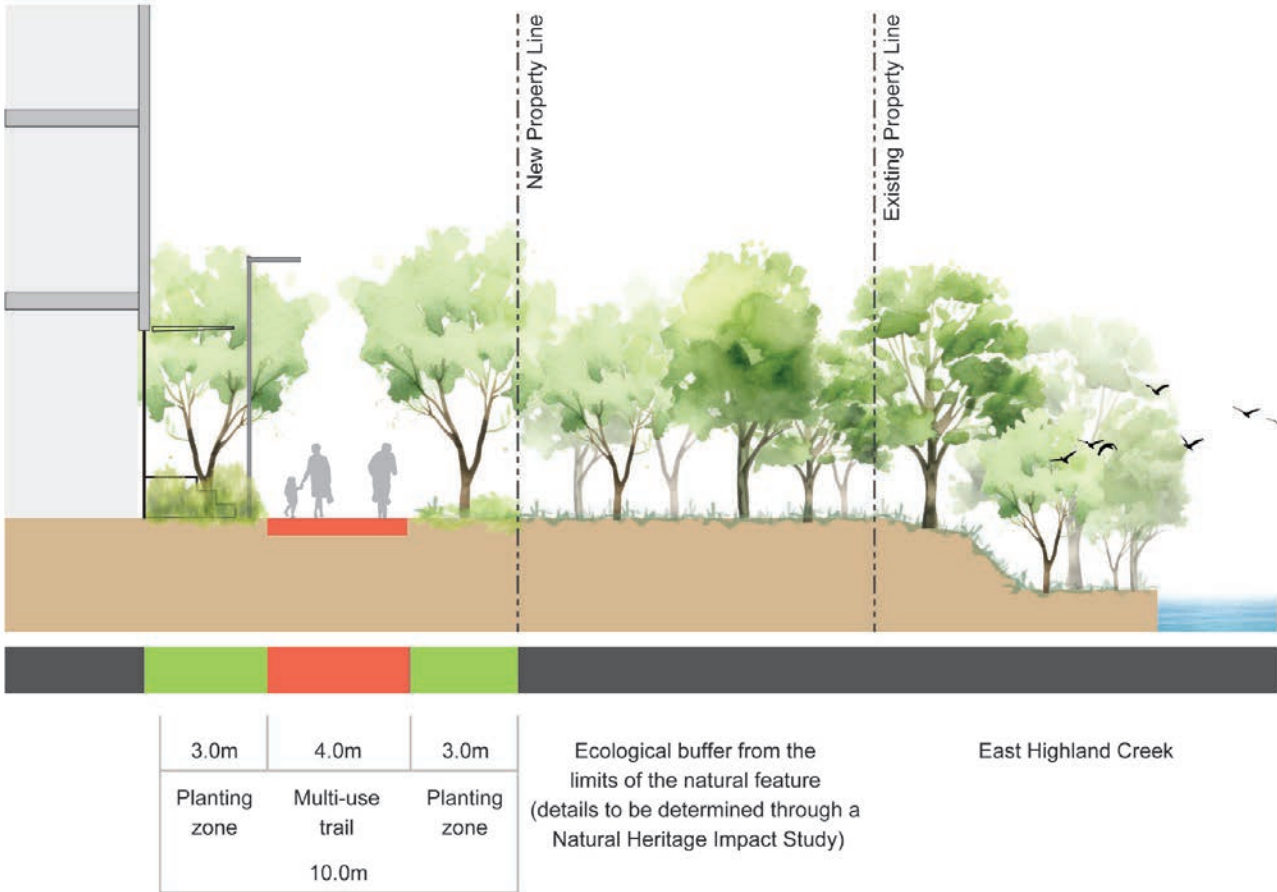 New Property Line
Existing Property Line
3.0m
4.0m
3.0m
Planting
zone
Multi-use
trail
Planting
zone
10.0m
Ecological buffer from the
limits of the natural feature
(details to be determined through a
Natural Heritage Impact Study)
East Highland Creek